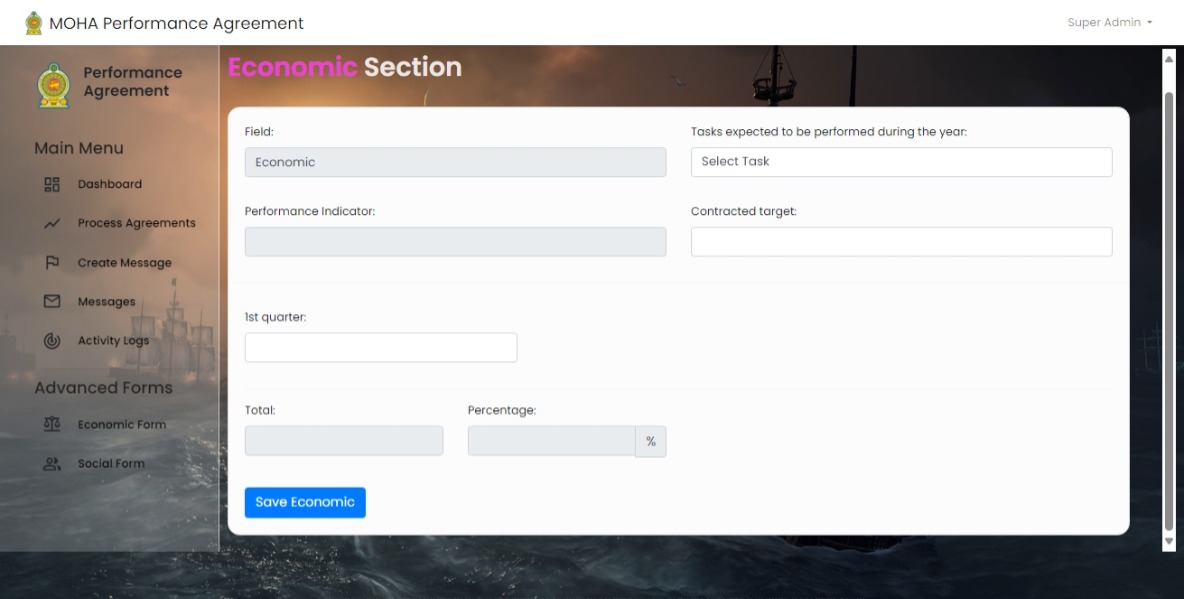 MOHA Performance Agreement
Super Admin
Performance
Agreement
Main Menu
Dashboard
Process Agreements
Create Message
Messages
Activity Logs
Advanced Forms
Economic Form
Social Form
Economic Section
Field:
Economic
Tasks expected to be performed during the year:
Select Task
Performance Indicator:
Contracted target:
1st quarter:
Total:
Percentage:
%
Save Economic